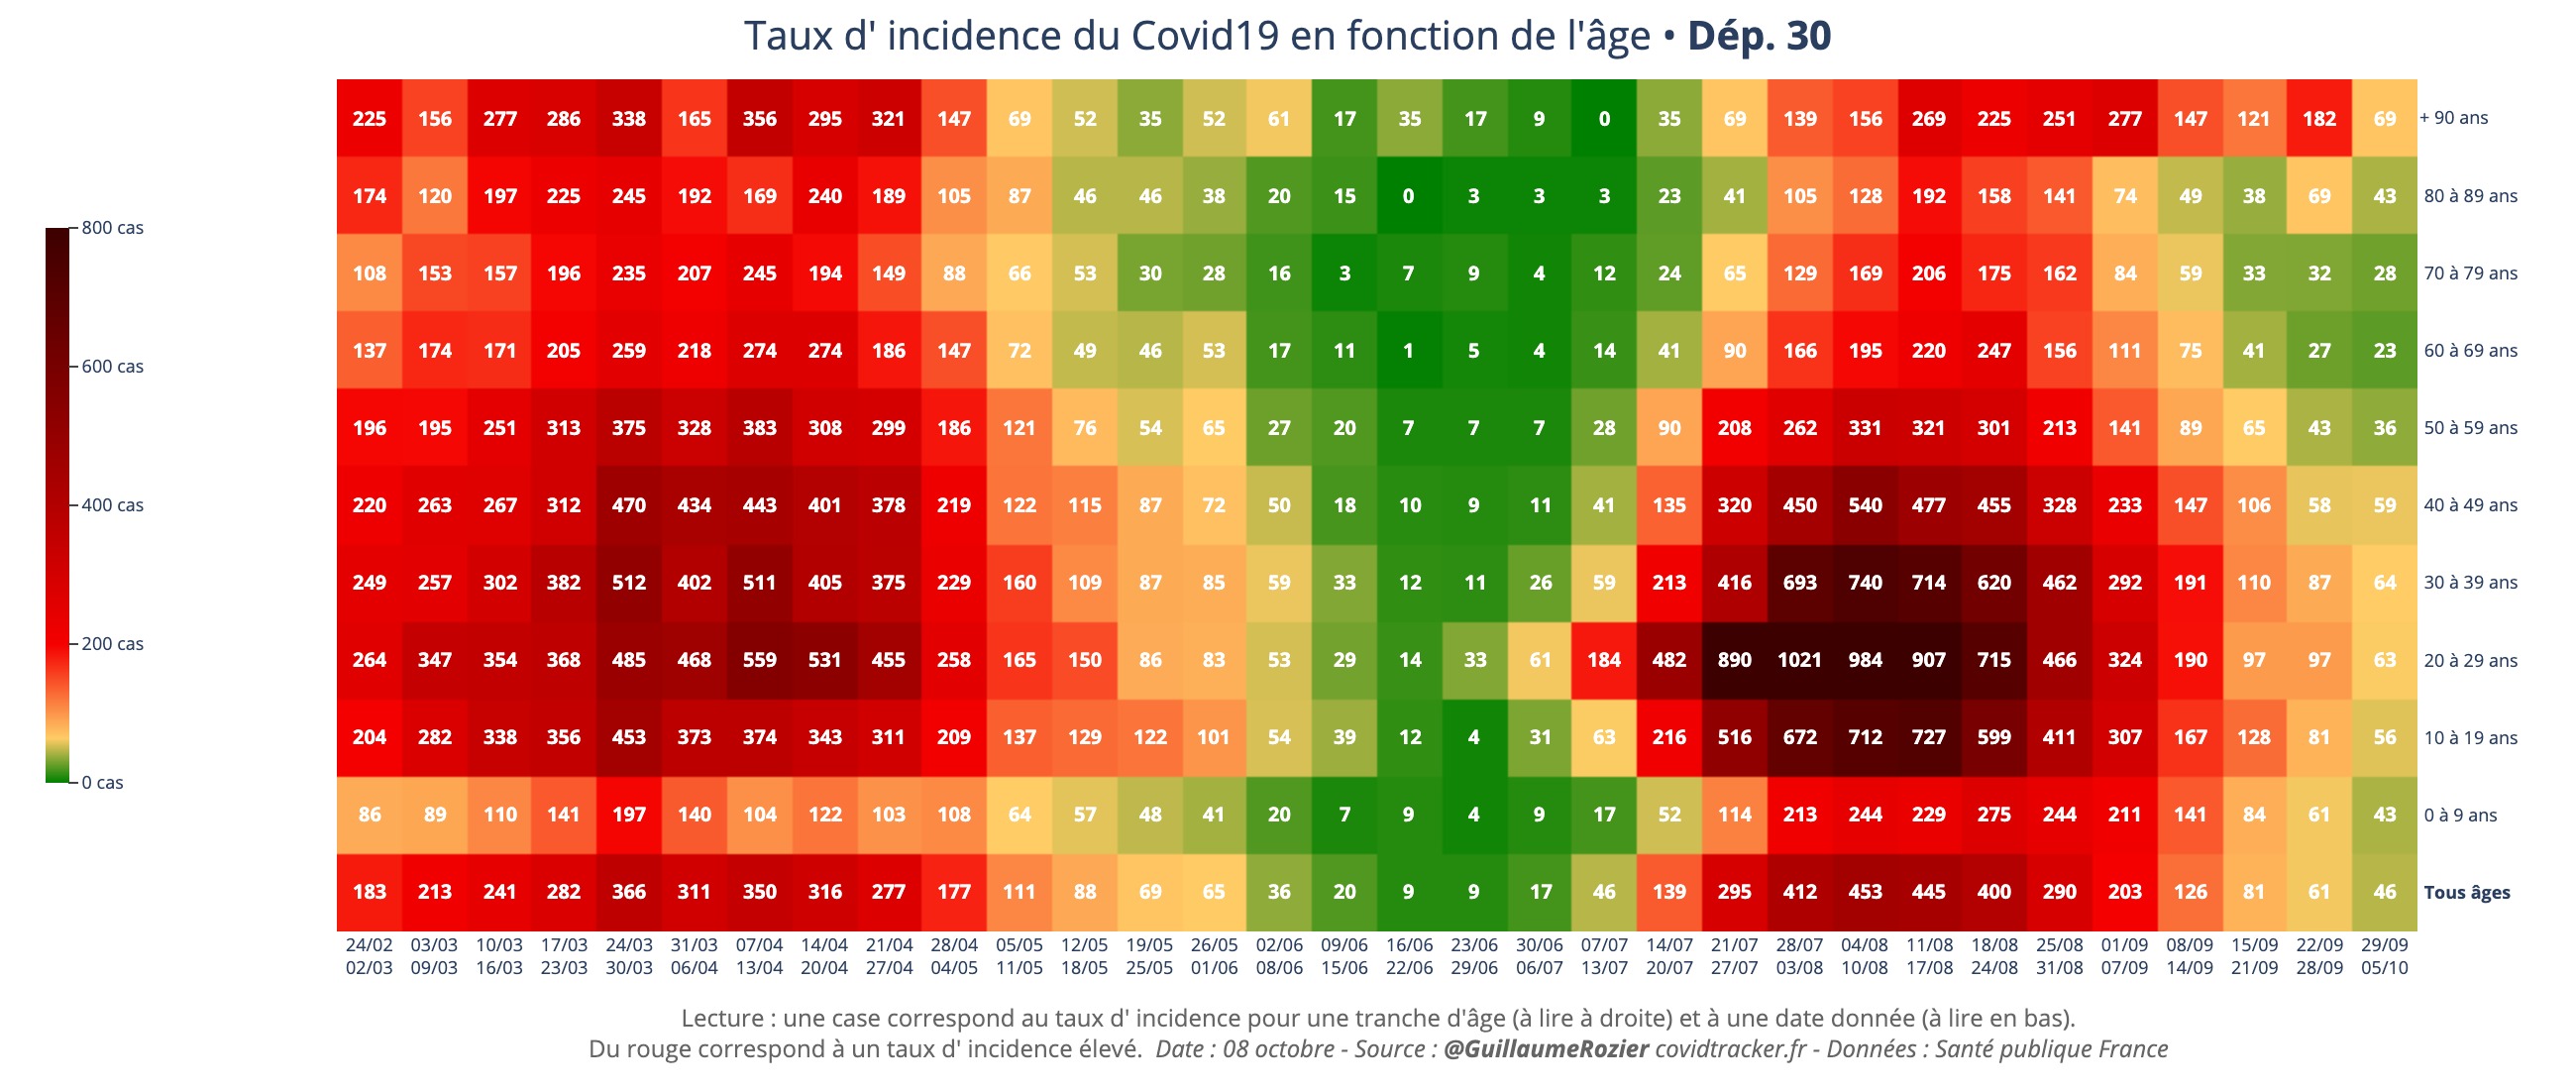 Taux d' incidence du Covid19 en fonction de l'âge • Dép. 30
225 156 277 286 338 165 356 295 321 147 69 52 35 52 61 17 35 17 9 0 35 69 139 156 269 225 251 277 147 121 182 69 + 90 ans
174 120 197 225 245 192 169 240 189 105 87 46 46 38 20 15 0 3 3 3 23 41 105 128 192 158 141 74 49 38 69 43 80 à 89 ans
800 cas
108 153 157 196 235 207 245 194 149 88 66 53 30 28 16 3 7 9 4 12 24 65 129 169 206 175 162 84 59 33 32 28 70 à 79 ans
137 174 171 205 259 218 274 274 186 147 72 49 46 53 17 11 1 5 4 14 41 90 166 195 220 247 156 111 75 41 27 23 60 à 69 ans
600 cas
196 195 251 313 375 328 383 308 299 186 121 76 54 65 27 20 7 7 7 28 90 208 262 331 321 301 213 141 89 65 43 36 50 à 59 ans
400 cas
220 263 267 312 470 434 443 401 378 219 122 115 87 72 50 18 10 9 11 41 135 320 450 540 477 455 328 233 147 106 58 59 40 à 49 ans
249 257 302 382 512 402 511 405 375 229 160 109 87 85 59 33 12 11 26 59 213 416 693 740 714 620 462 292 191 110 87 64 30 à 39 ans
200 cas
264 347 354 368 485 468 559 531 455 258 165 150 86 83 53 29 14 33 61 184 482 890 1021 984 907 715 466 324 190 97 97 63 20 à 29 ans
204 282 338 356 453 373 374 343 311 209 137 129 122 101 54 39 12 4 31 63 216 516 672 712 727 599 411 307 167 128 81 56 10 à 19 ans
0 cas
86 89 110 141 197 140 104 122 103 108 64 57 48 41 20 7 9 4 9 17 52 114 213 244 229 275 244 211 141 84 61 43 0 à 9 ans
183 213 241 282 366 311 350 316 277 177 111 88 69 65 36 20 9 9 17 46 139 295 412 453 445 400 290 203 126 81 61 46 Tous âges
24/02 03/03 10/03 17/03 24/03 31/03 07/04 14/04 21/04 28/04 05/05 12/05 19/05 26/05 02/06 09/06 16/06 23/06 30/06 07/07 14/07 21/07 28/07 04/08 11/08 18/08 25/08 01/09 08/09 15/09 22/09 29/09
02/03 09/03 16/03 23/03 30/03 06/04 13/04 20/04 27/04 04/05 11/05 18/05 25/05 01/06 08/06 15/06 22/06 29/06 06/07 13/07 20/07 27/07 03/08 10/08 17/08 24/08 31/08 07/09 14/09 21/09 28/09 05/10
Lecture : une case correspond au taux d' incidence pour une tranche d'âge (à lire à droite) et à une date donnée (à lire en bas).
Du rouge correspond à un taux d' incidence élevé. Date : 08 octobre - Source : @GuillaumeRozier covidtracker.fr - Données : Santé publique France